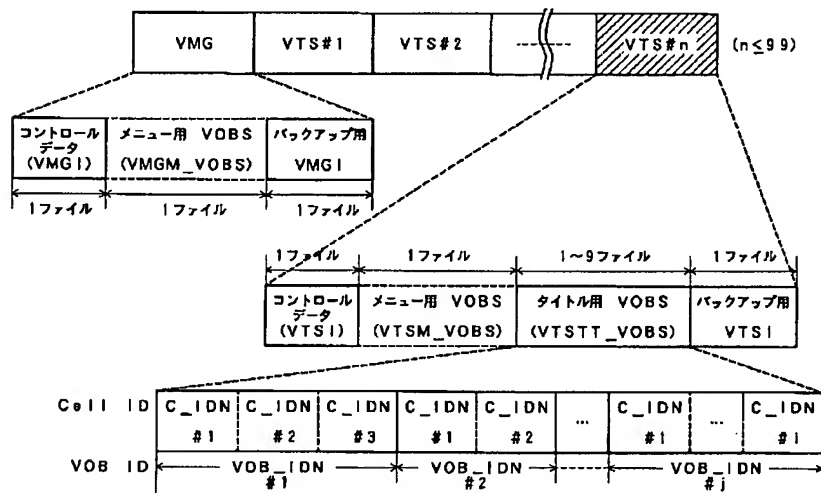 VMG VTS#1 VTS#2 VTS#n (n≤99)
コントロール
データ
(VMGI)
メニュー用 VOBS
(VMGM_VOBS)
バックアップ用
VMGI
1ファイル 1ファイル 1ファイル
1ファイル 1ファイル 1〜9ファイル 1ファイル
コントロール
データ
(VTSI)
メニュー用 VOBS
(VTSM_VOBS)
タイトル用 VOBS
(VTSTT_VOBS)
バックアップ用
VTSI
Cell ID C_IDN C_IDN C_IDN C_IDN C_IDN ... C_IDN ... C_IDN
#1 #2 #3 #1 #2 #1 #i
VOB ID VOB_IDN VOB_IDN VOB_IDN
#1 #2 #j